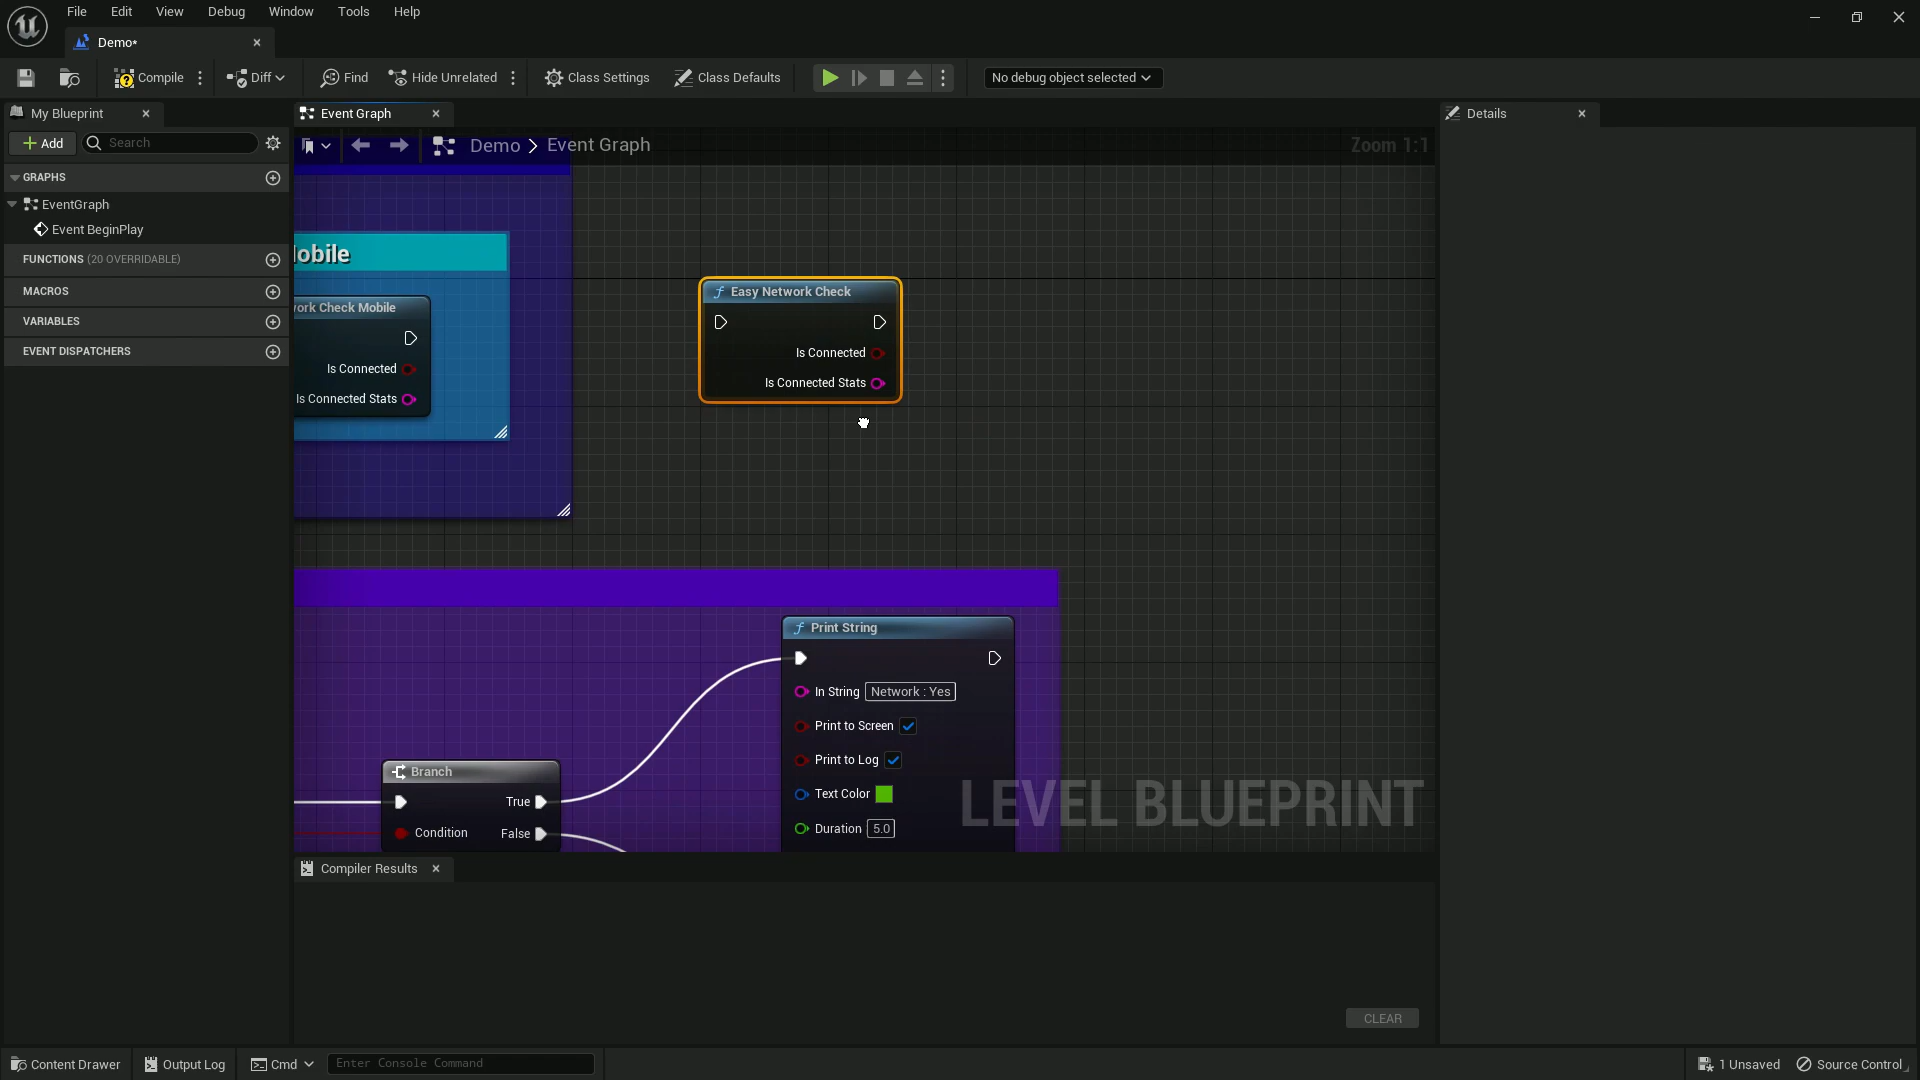 File Edit View Debug Window Tools Help
Demo*
Compile Diff Find Hide Unrelated Class Settings Class Defaults No debug object selected
My Blueprint
Event Graph
Details
Add Search
Demo > Event Graph
Zoom 1:1
GRAPHS
EventGraph
Event BeginPlay
FUNCTIONS (20 OVERRIDABLE)
MACROS
VARIABLES
EVENT DISPATCHERS
obile
ork Check Mobile
Is Connected
Is Connected Stats
Easy Network Check
Is Connected
Is Connected Stats
Print String
In String Network : Yes
Print to Screen
Print to Log
Text Color
Duration 5.0
Branch
True
Condition False
LEVEL BLUEPRINT
Compiler Results
CLEAR
Content Drawer Output Log Cmd Enter Console Command 1 Unsaved Source Control